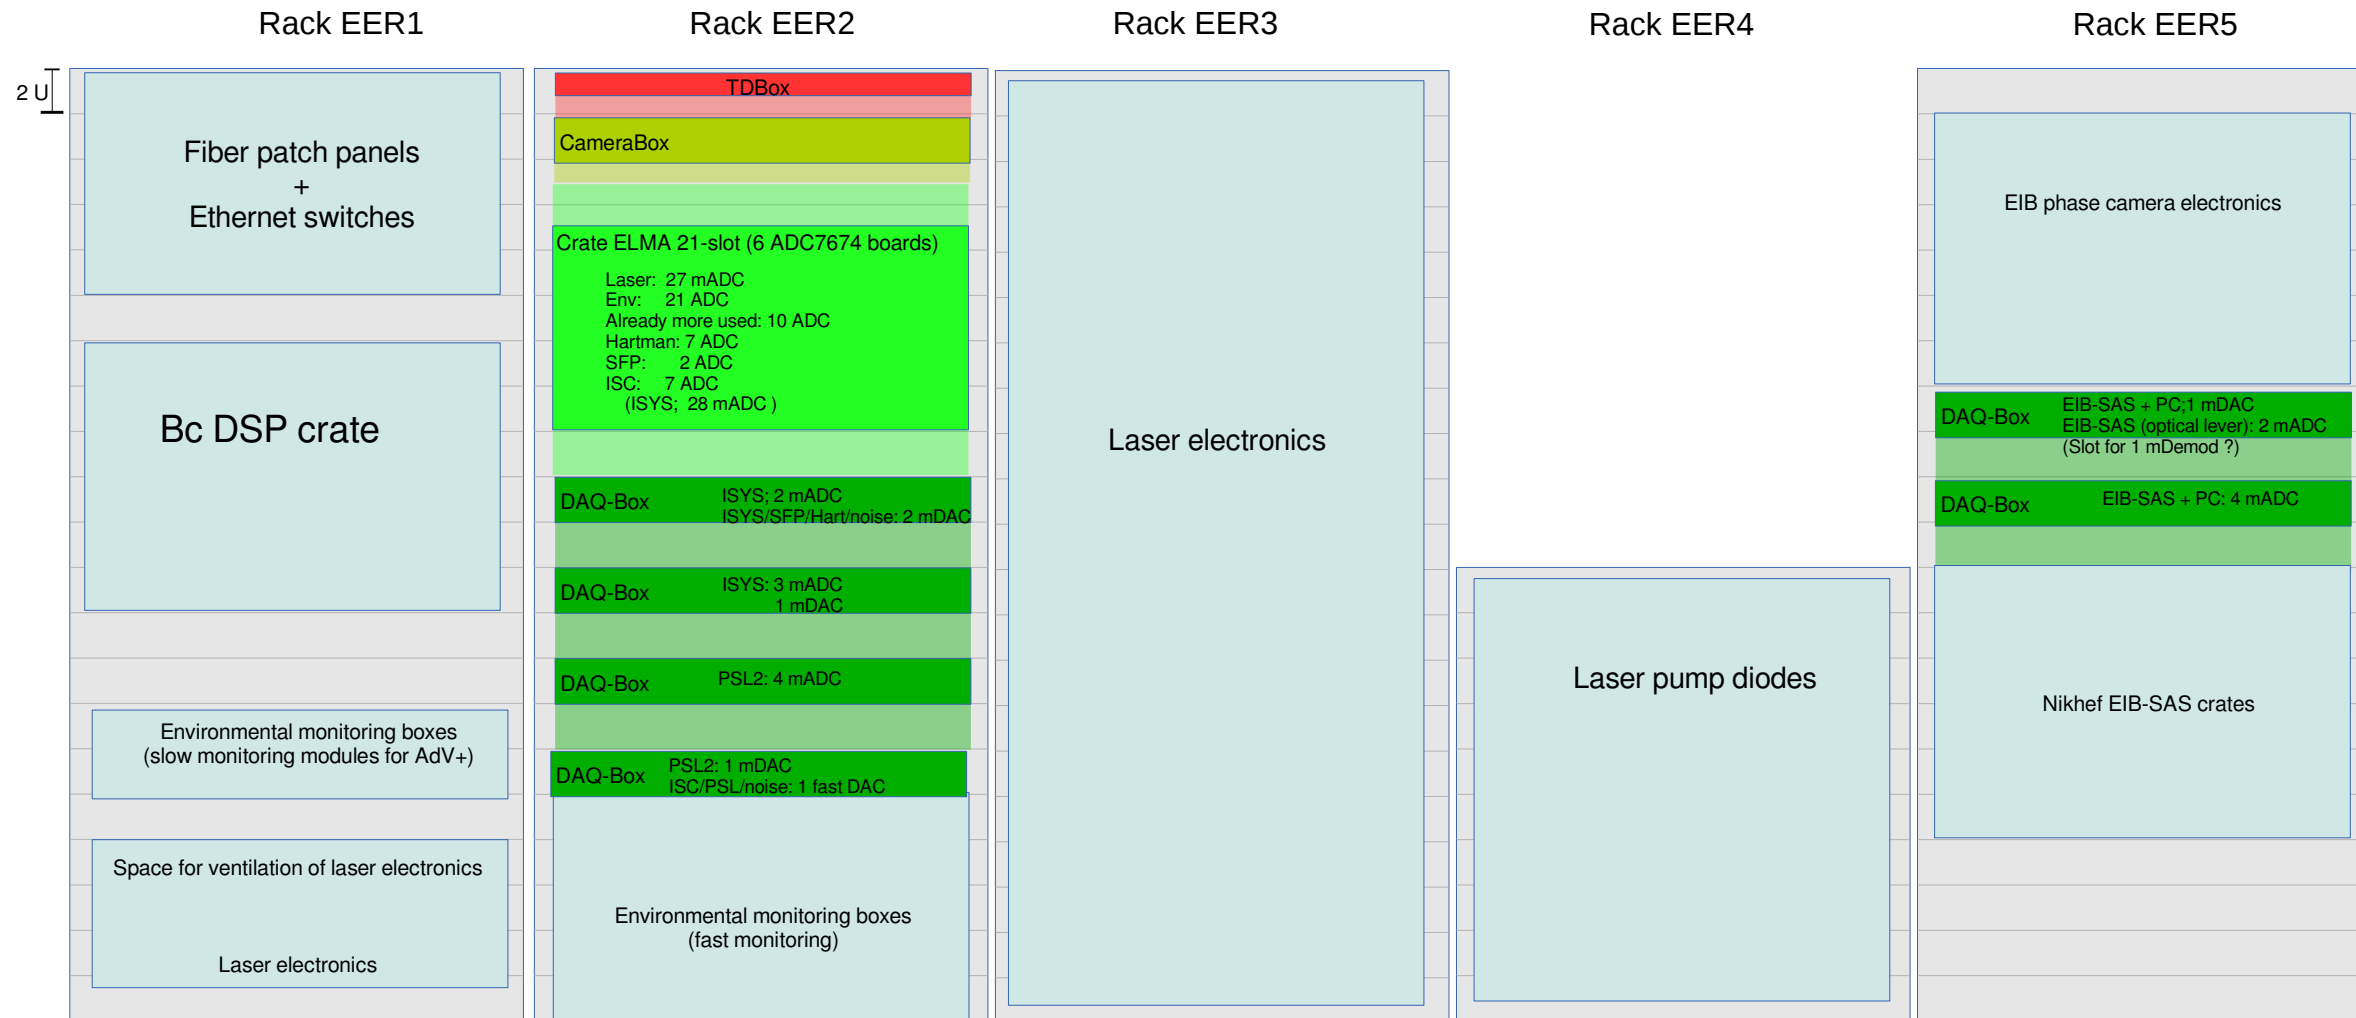 Rack EER1
Rack EER2
Rack EER3
Rack EER4
Rack EER5
2 U
Fiber patch panels
+
Ethernet switches
Bc DSP crate
Environmental monitoring boxes
(slow monitoring modules for AdV+)
Space for ventilation of laser electronics
Laser electronics
TDBox
CameraBox
Crate ELMA 21-slot (6 ADC7674 boards)
Laser: 27 mADC
Env: 21 ADC
Already more used: 10 ADC
Hartman: 7 ADC
SFP: 2 ADC
ISC: 7 ADC
(ISYS; 28 mADC )
DAQ-Box
ISYS; 2 mADC
ISYS/SFP/Hart/noise: 2 mDAC
DAQ-Box
ISYS: 3 mADC
1 mDAC
DAQ-Box
PSL2: 4 mADC
DAQ-Box
PSL2: 1 mDAC
ISC/PSL/noise: 1 fast DAC
Environmental monitoring boxes
(fast monitoring)
Laser electronics
Laser pump diodes
EIB phase camera electronics
DAQ-Box
EIB-SAS + PC;1 mDAC
EIB-SAS (optical lever): 2 mADC
(Slot for 1 mDemod ?)
DAQ-Box
EIB-SAS + PC: 4 mADC
Nikhef EIB-SAS crates